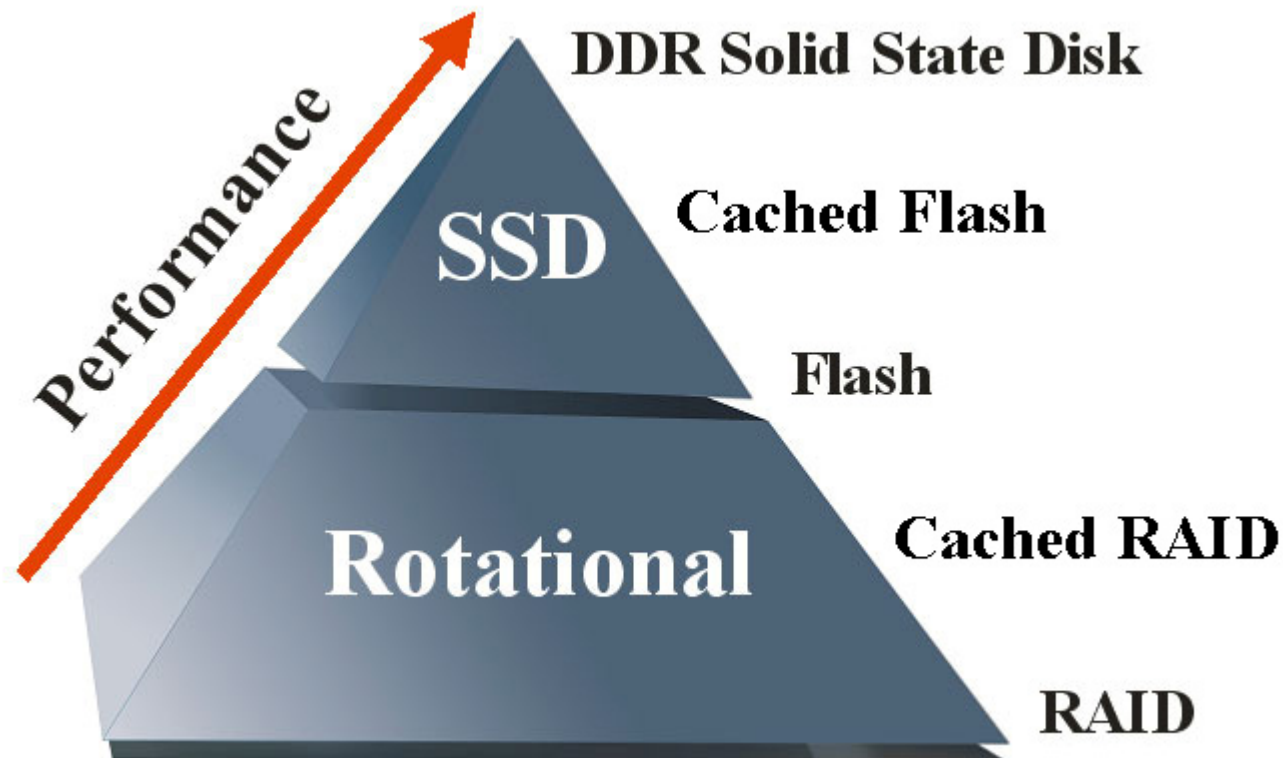 Performance
DDR Solid State Disk
SSD
Cached Flash
Flash
Rotational
Cached RAID
RAID